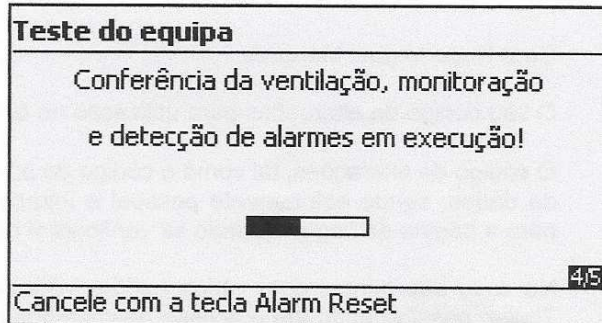 Teste do equipa
Conferência da ventilação, monitoração
e detecção de alarmes em execução!
4/5
Cancele com a tecla Alarm Reset